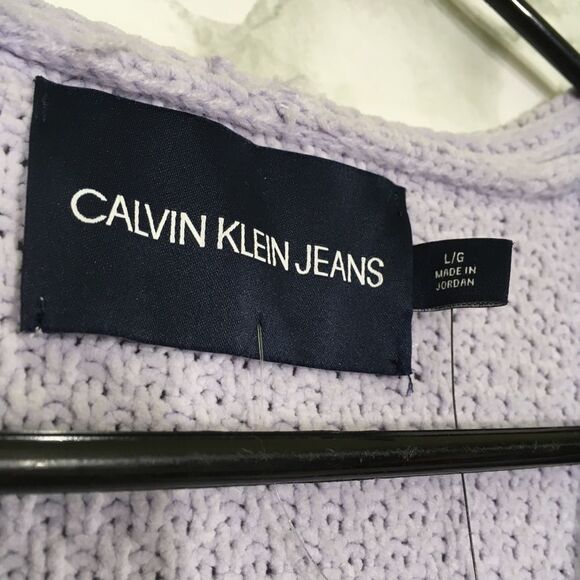 CALVIN KLEIN JEANS
L/G
MADE IN
JORDAN